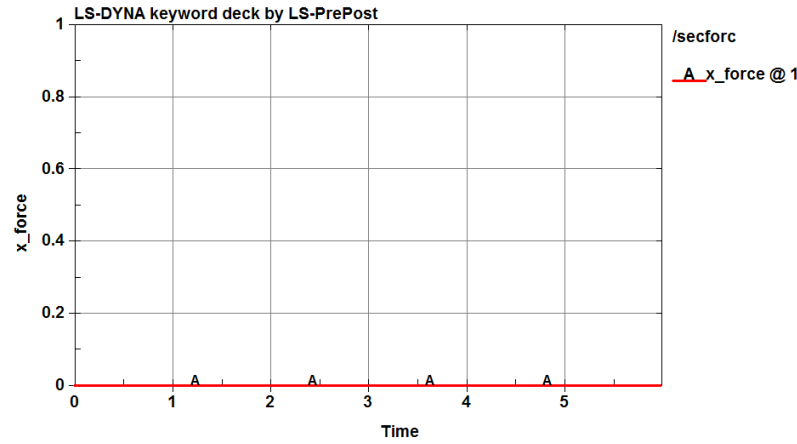 LS-DYNA keyword deck by LS-PrePost
1
/secforc
A x_force @ 1
0.8
0.6
x_force
0.4
0.2
0
A A A A
0 1 2 3 4 5
Time